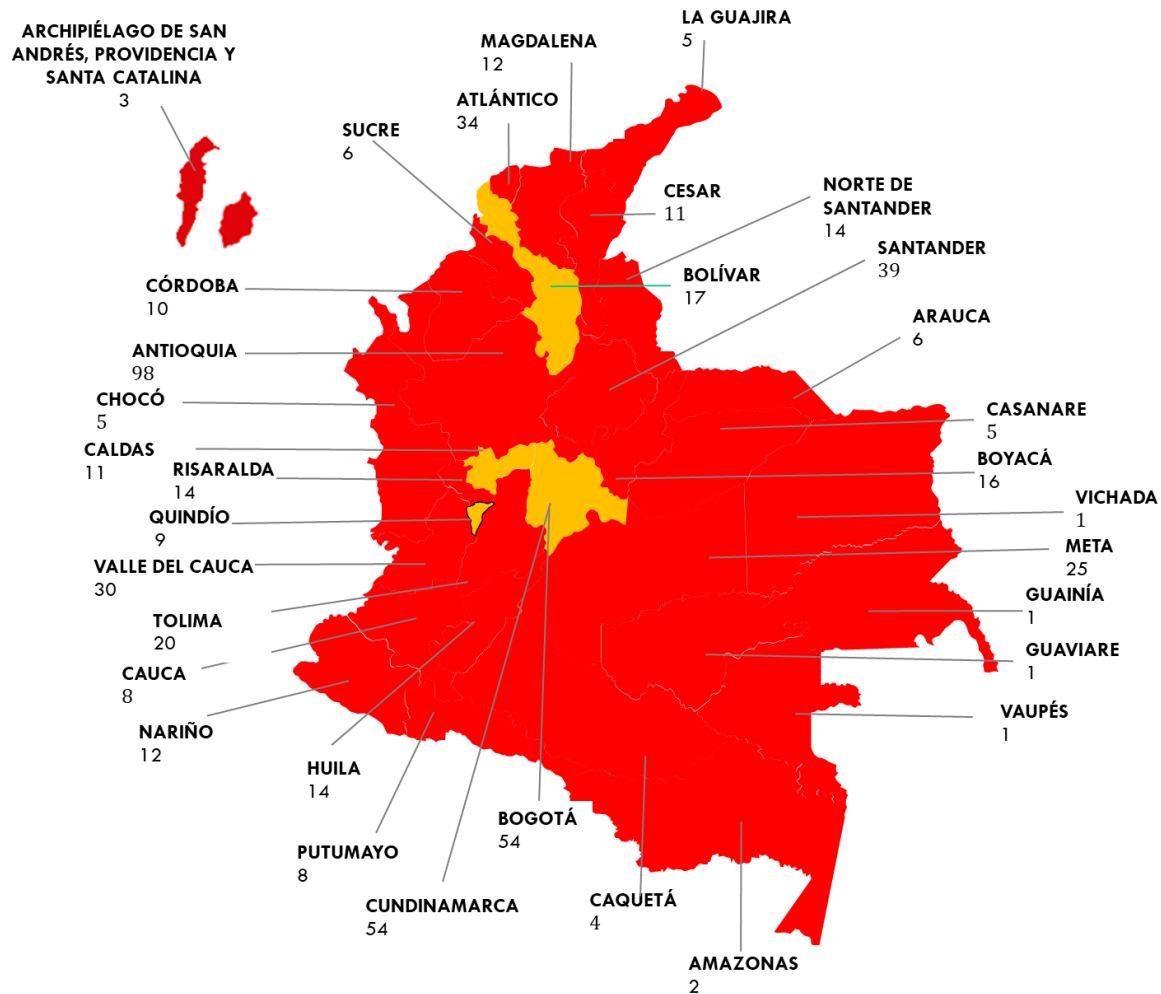 ARCHIPIÉLAGO DE SAN
ANDRÉS, PROVIDENCIA Y
SANTA CATALINA
3
LA GUAJIRA
5
MAGDALENA
12
ATLÁNTICO
34
SUCRE
6
CESAR
11
NORTE DE
SANTANDER
14
SANTANDER
39
CÓRDOBA
10
BOLÍVAR
17
ARAUCA
6
ANTIOQUIA
98
CHOCÓ
5
CASANARE
5
CALDAS
11
BOYACÁ
16
RISARALDA
14
VICHADA
1
QUINDÍO
9
META
25
VALLE DEL CAUCA
30
GUAINÍA
1
TOLIMA
20
GUAVIARE
1
CAUCA
8
VAUPÉS
1
NARIÑO
12
HUILA
14
BOGOTÁ
54
PUTUMAYO
8
CUNDINAMARCA
54
CAQUETÁ
4
AMAZONAS
2